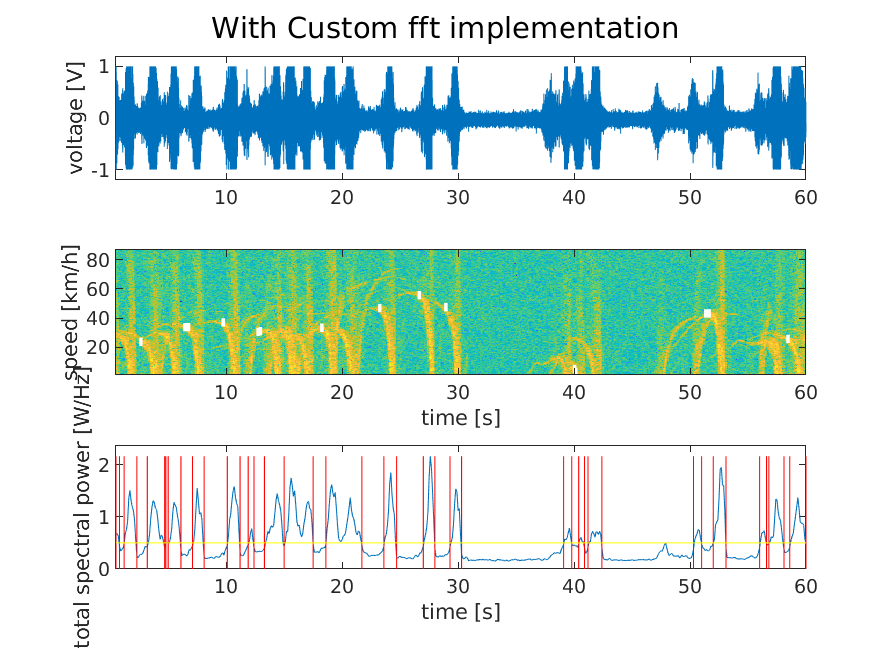 With Custom fft implementation
voltage [V]
1
0
-1
10 20 30 40 50 60
speed [km/h]
80
60
40
20
10 20 30 40 50 60
time [s]
total spectral power [W/Hz]
2
1
0
10 20 30 40 50 60
time [s]